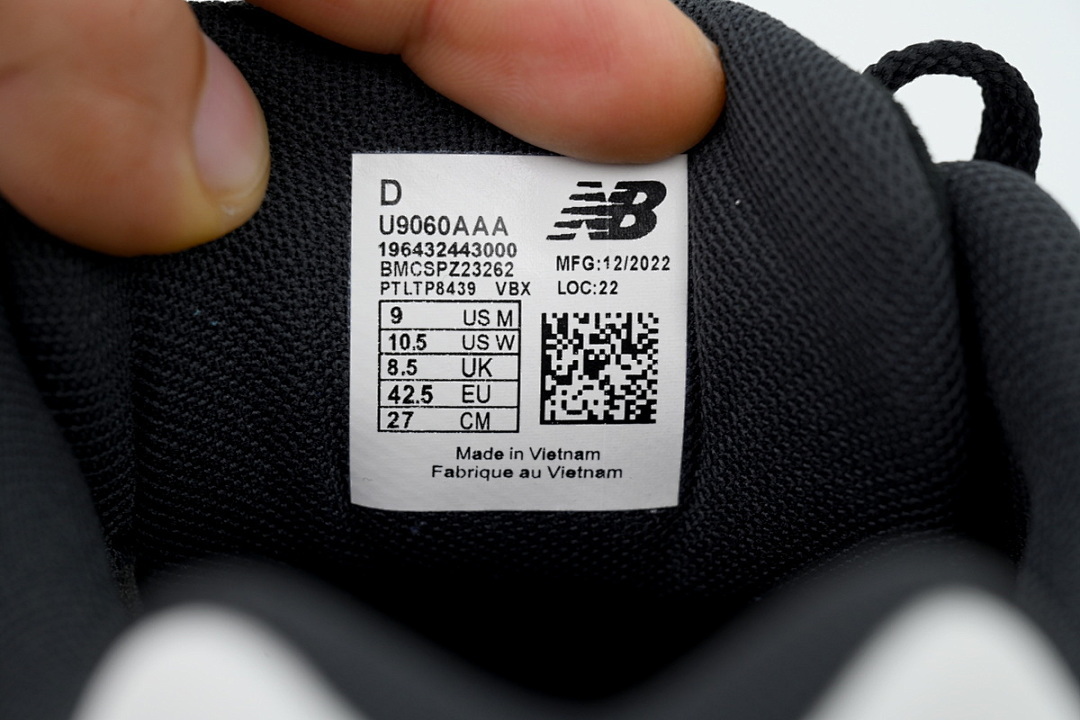 D
U9060AAA
196432443000
BMCSPZ23262
PTLTP8439 VBX
NB
MFG:12/2022
LOC:22
9 US M
10.5 US W
8.5 UK
42.5 EU
27 CM
Made in Vietnam
Fabrique au Vietnam